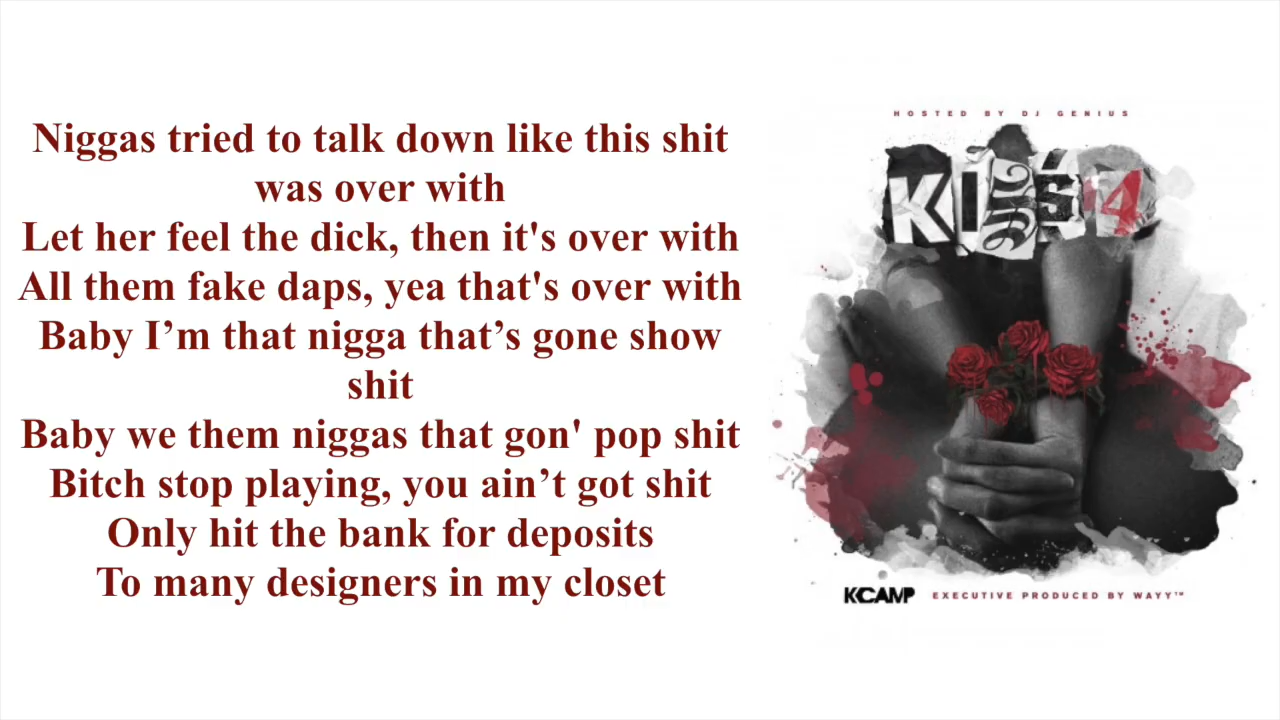 Niggas tried to talk down like this shit
was over with
Let her feel the dick, then it's over with
All them fake daps, yea that's over with
Baby I’m that nigga that’s gone show
shit
Baby we them niggas that gon' pop shit
Bitch stop playing, you ain’t got shit
Only hit the bank for deposits
To many designers in my closet
HOSTED BY DJ GENIUS
KISS 4
KCAMP
EXECUTIVE PRODUCED BY WAYY™